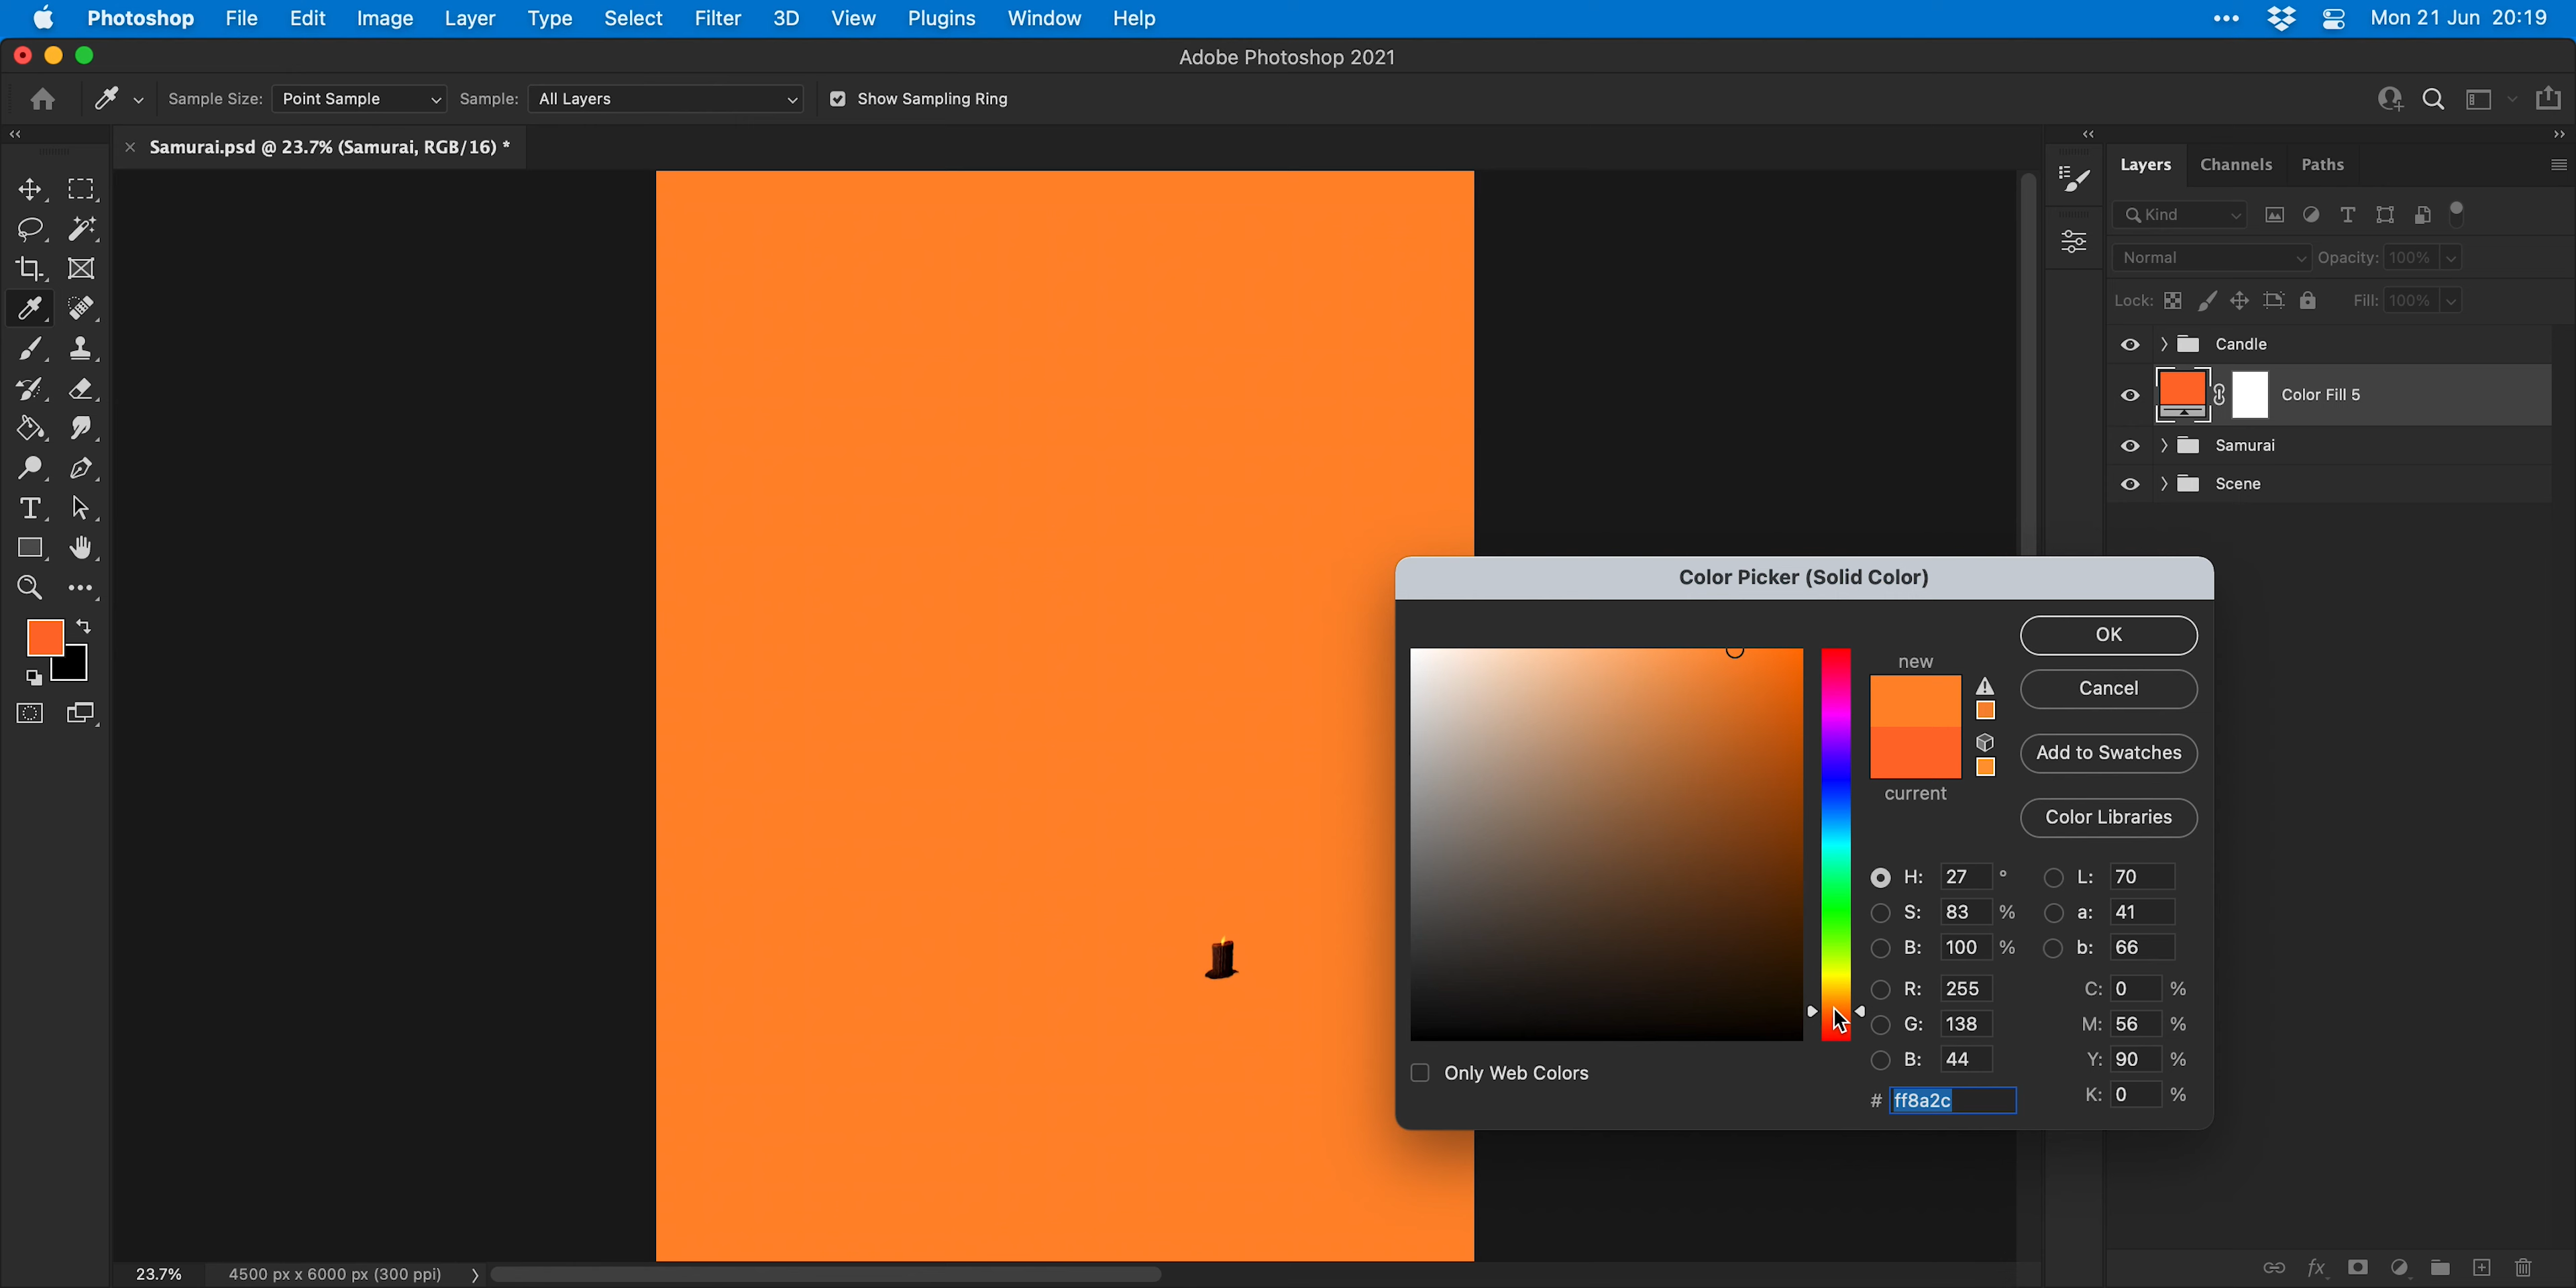 Photoshop File Edit Image Layer Type Select Filter 3D View Plugins Window Help Mon 21 Jun 20:19
Adobe Photoshop 2021
Sample Size: Point Sample Sample: All Layers Show Sampling Ring
Samurai.psd @ 23.7% (Samurai, RGB/16) *
Layers Channels Paths
Kind
Normal Opacity: 100%
Lock: Fill: 100%
Candle
Color Fill 5
Samurai
Scene
Color Picker (Solid Color)
new
current
OK
Cancel
Add to Swatches
Color Libraries
H: 27 ° L: 70
S: 83 % a: 41
B: 100 % b: 66
R: 255 C: 0 %
G: 138 M: 56 %
B: 44 Y: 90 %
# ff8a2c K: 0 %
Only Web Colors
23.7% 4500 px x 6000 px (300 ppi)